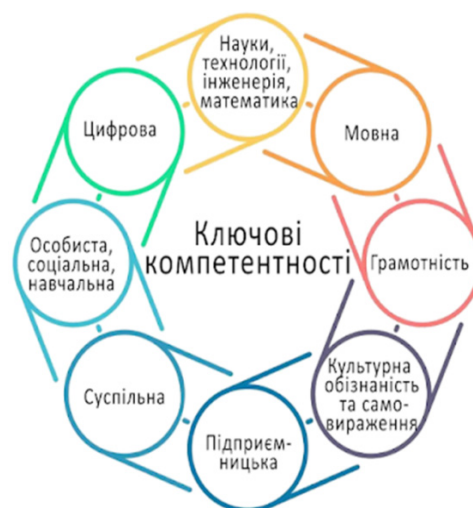 Науки,
технології,
інженерія,
математика
Мовна
Грамотність
Культурна
обізнаність
та само-
вираження
Підприєм-
ницька
Суспільна
Особиста,
соціальна,
навчальна
Цифрова
Ключові
компетентності